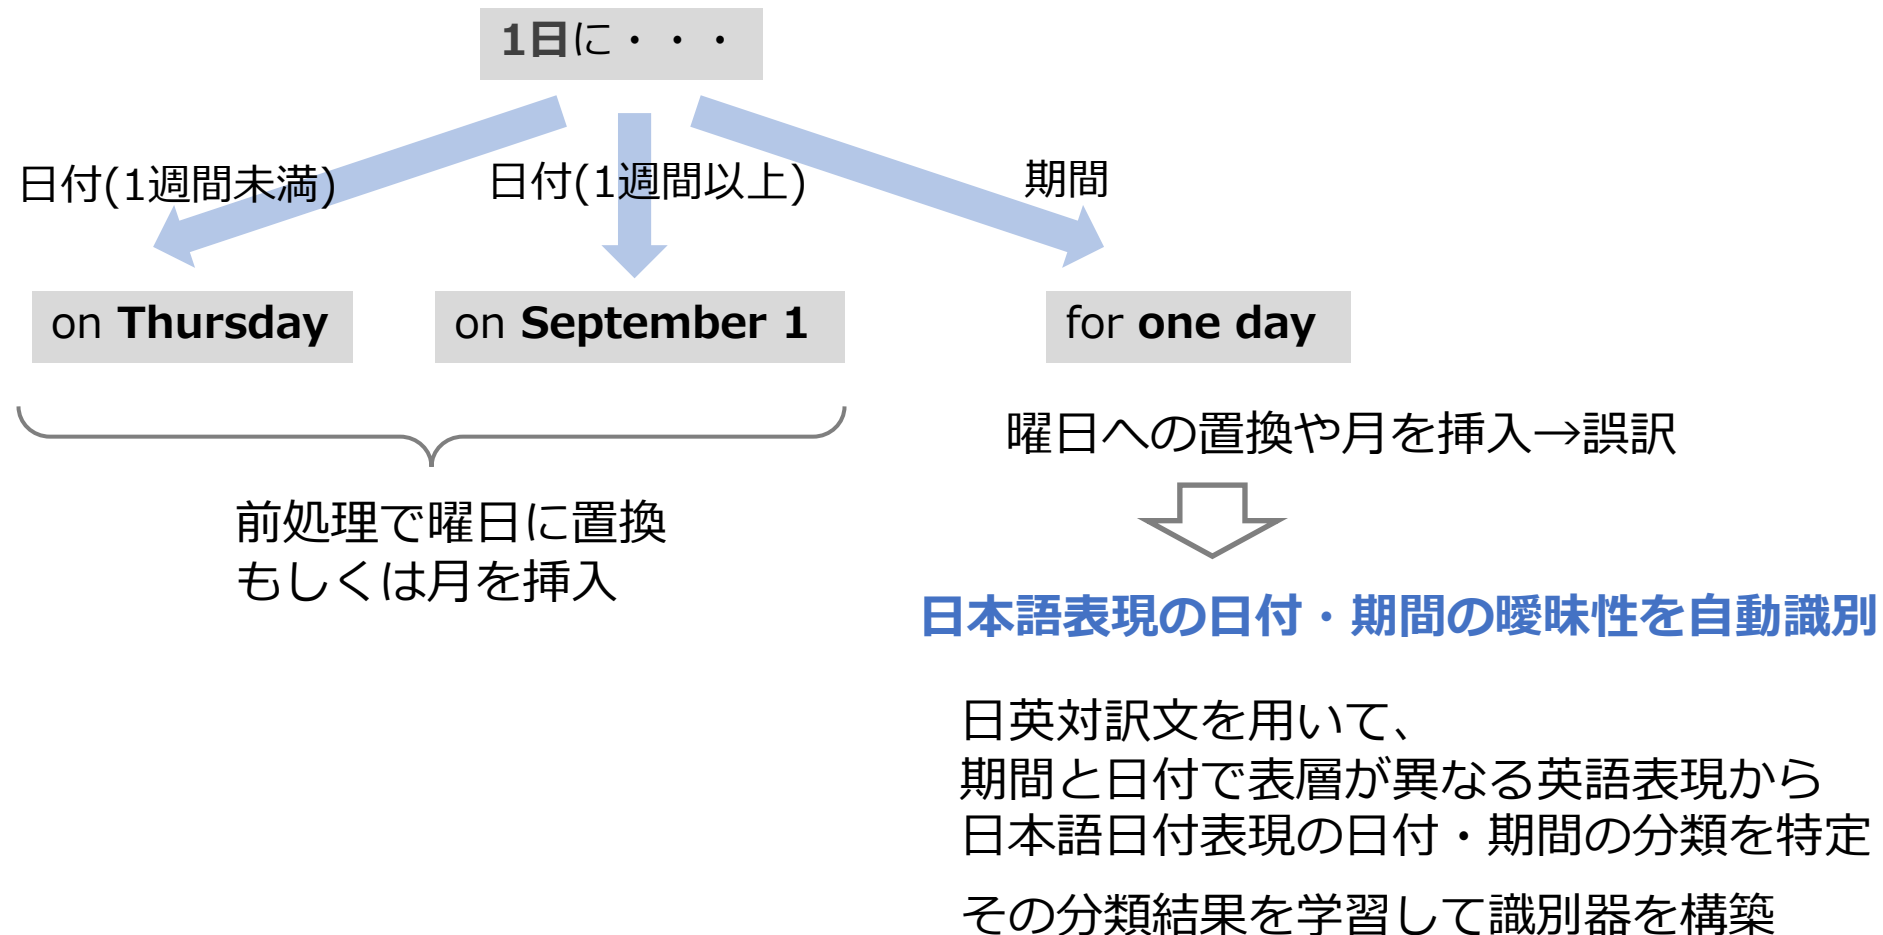 1日に・・・
日付(1週間未満)
日付(1週間以上)
期間
on Thursday
on September 1
for one day
前処理で曜日に置換
もしくは月を挿入
曜日への置換や月を挿入→誤訳
日本語表現の日付・期間の曖昧性を自動識別
日英対訳文を用いて、
期間と日付で表層が異なる英語表現から
日本語日付表現の日付・期間の分類を特定
その分類結果を学習して識別器を構築